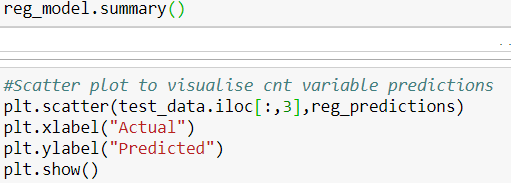 reg_model.summary()
#Scatter plot to visualise cnt variable predictions
plt.scatter(test_data.iloc[:,3],reg_predictions)
plt.xlabel("Actual")
plt.ylabel("Predicted")
plt.show()